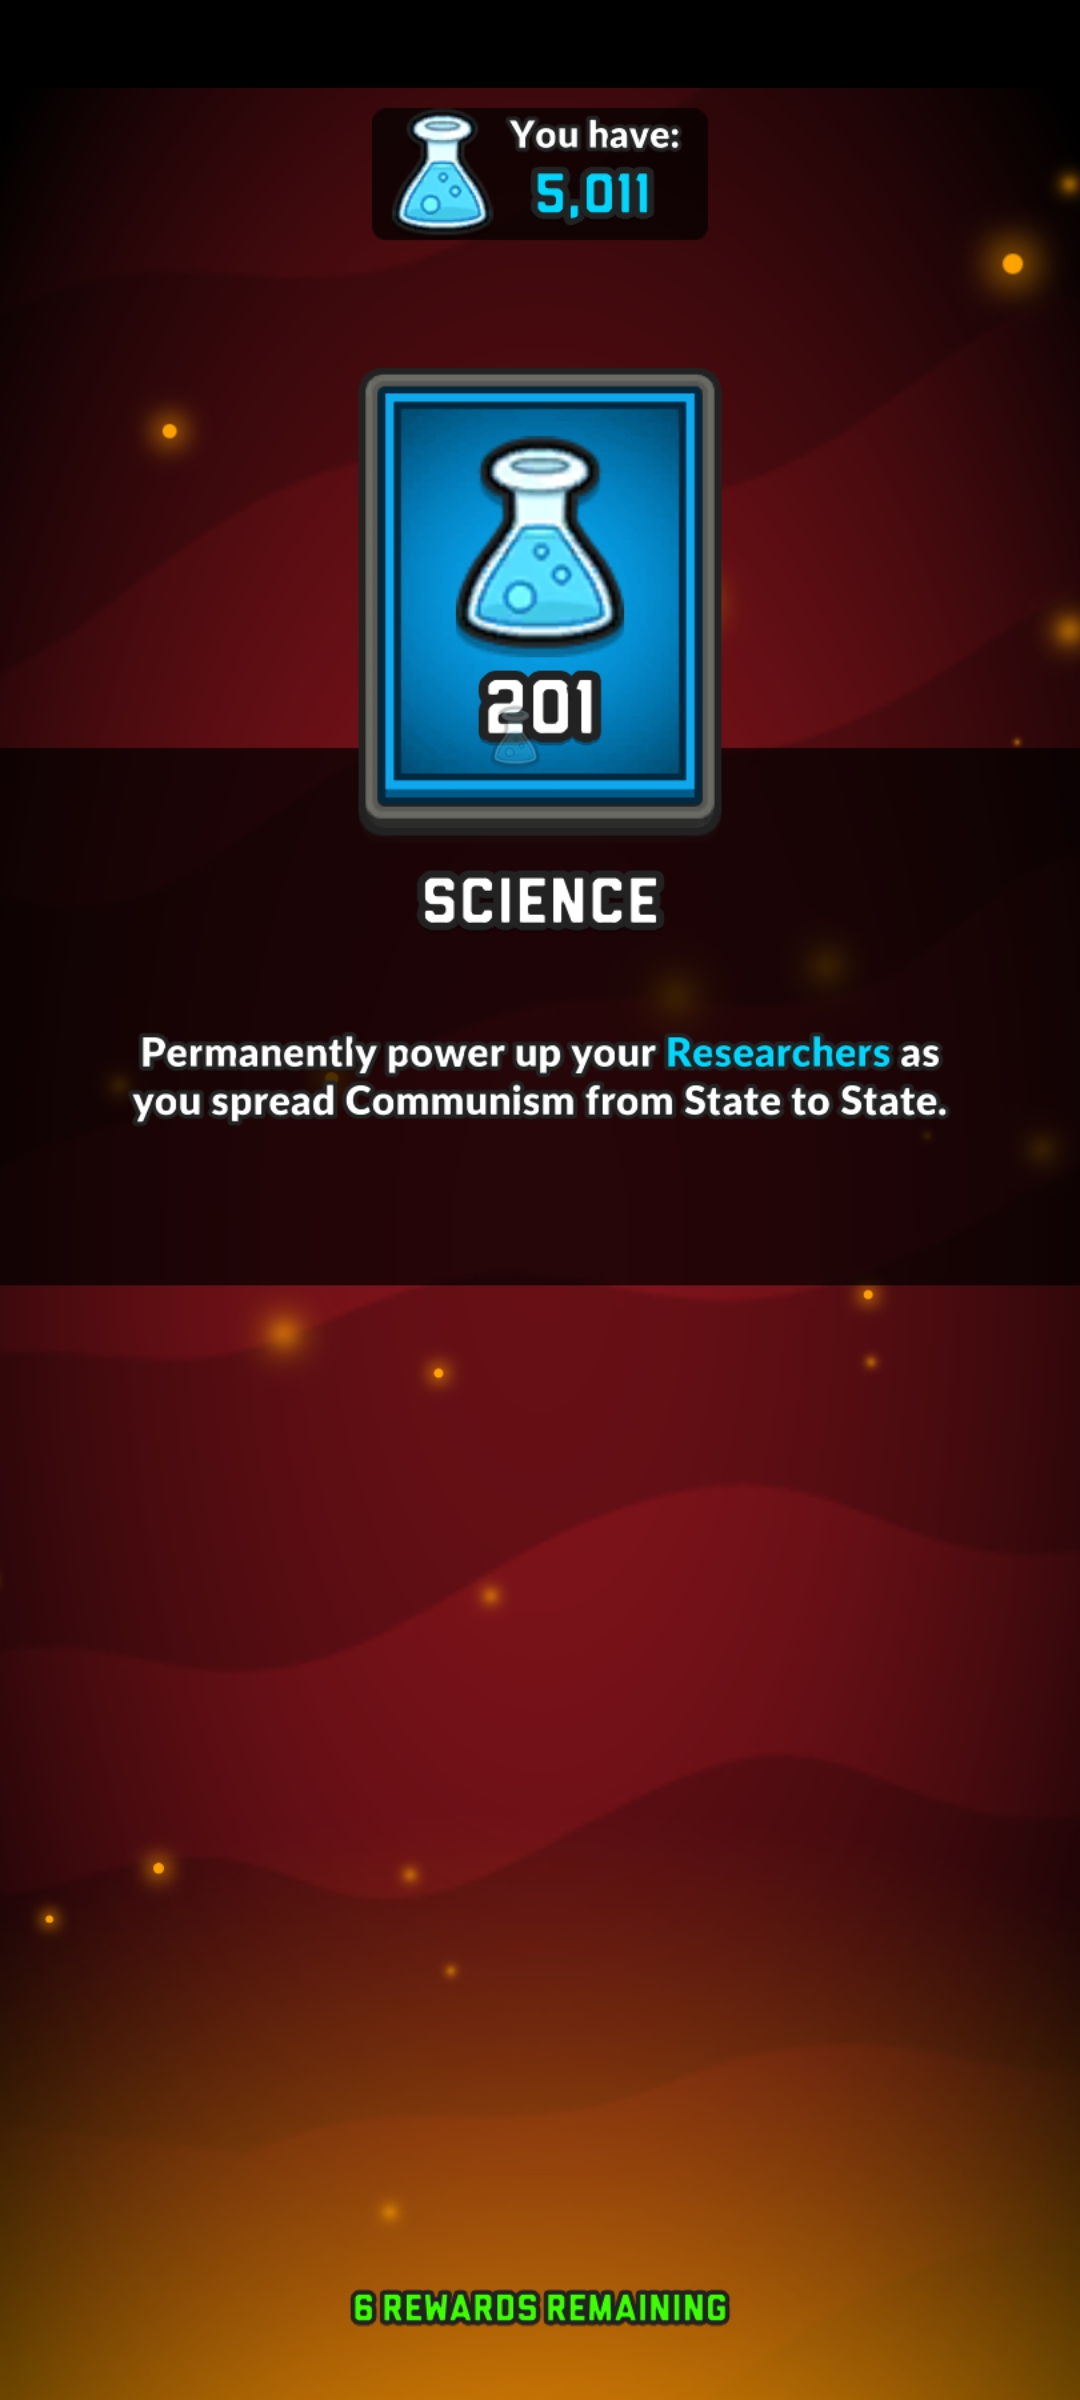 You have:
5,011
201
SCIENCE
Permanently power up your Researchers as
you spread Communism from State to State.
6 REWARDS REMAINING